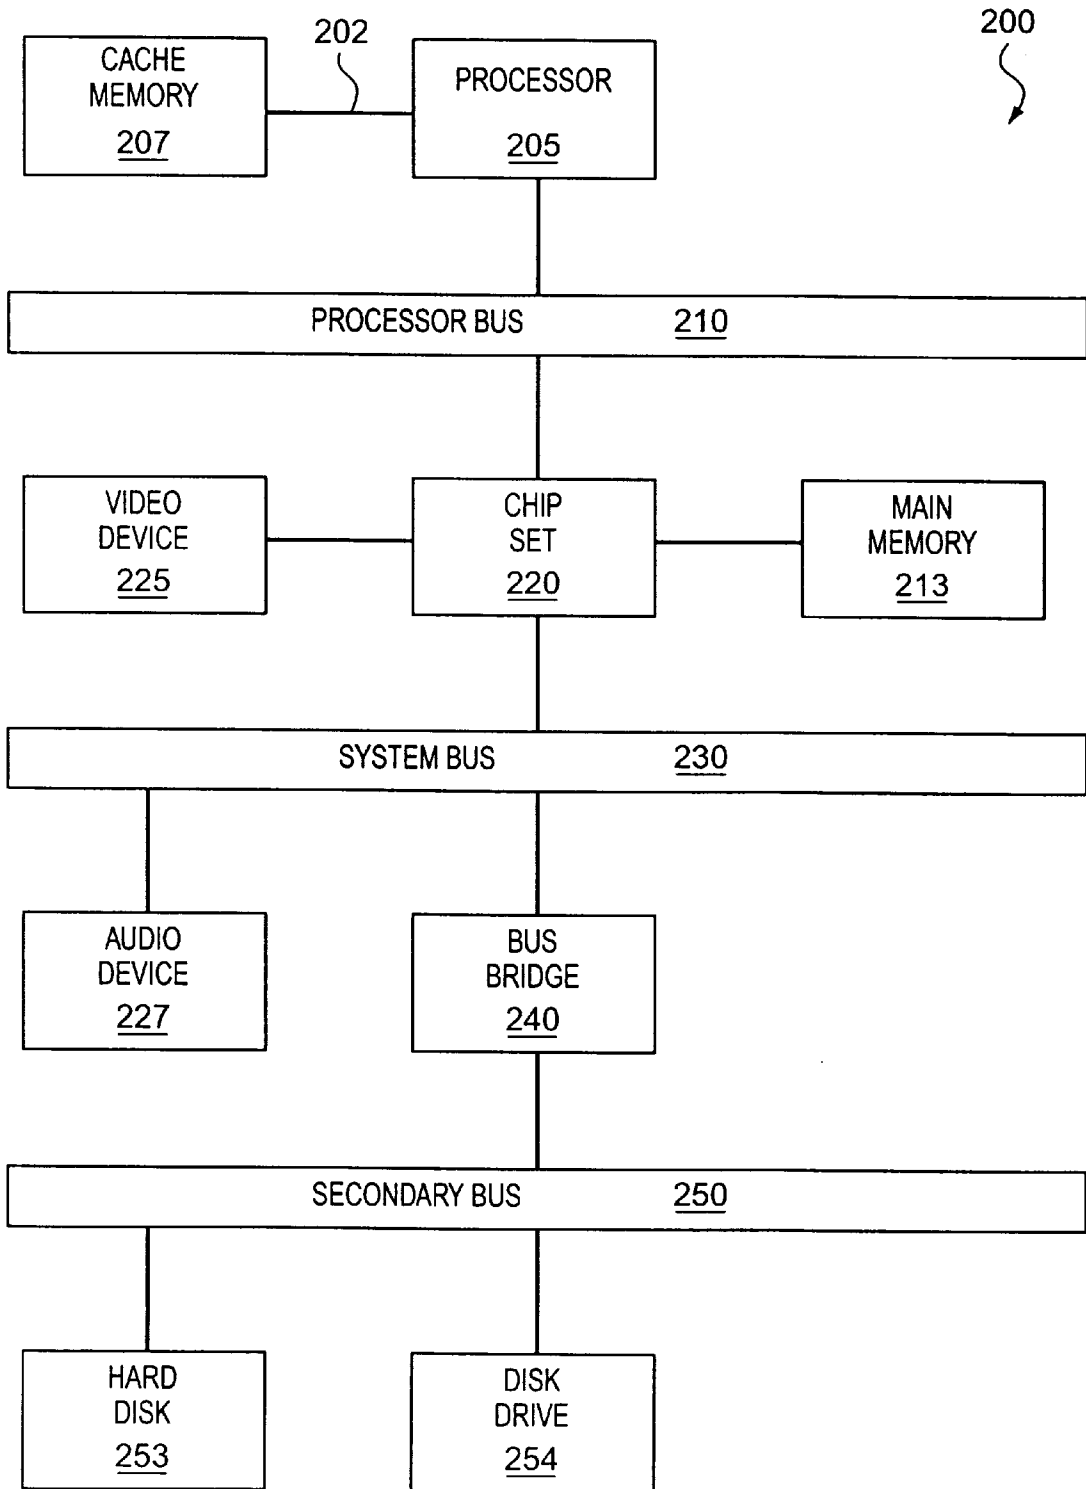 202
200
CACHE
MEMORY
207
PROCESSOR
205
PROCESSOR BUS 210
VIDEO
DEVICE
225
CHIP
SET
220
MAIN
MEMORY
213
SYSTEM BUS 230
AUDIO
DEVICE
227
BUS
BRIDGE
240
SECONDARY BUS 250
HARD
DISK
253
DISK
DRIVE
254